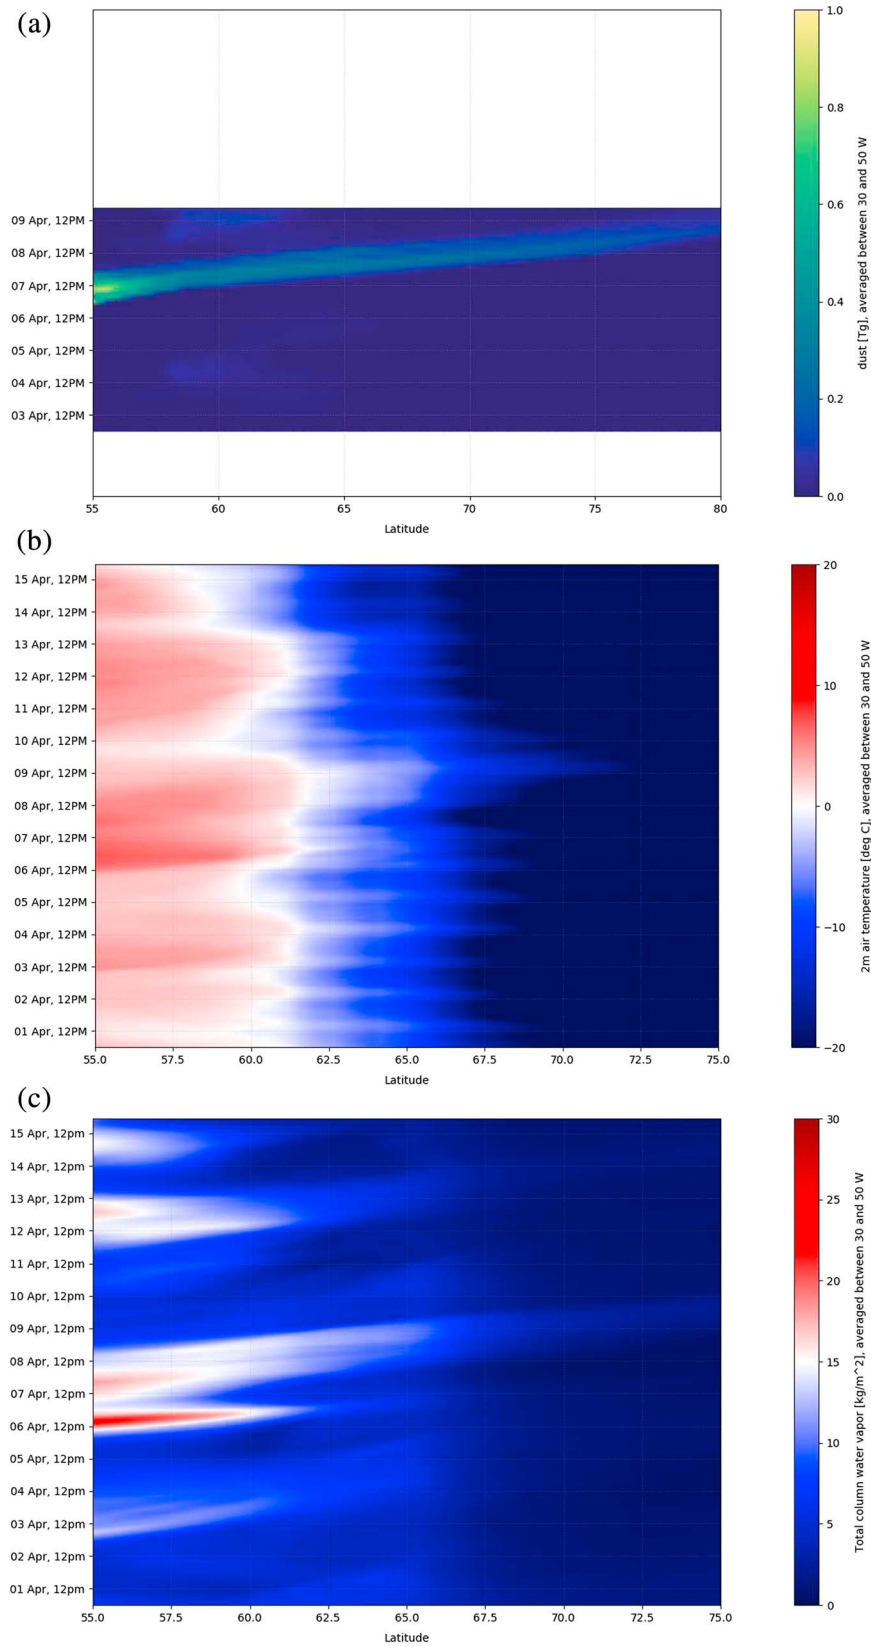 (a)
1.0
0.8
09 Apr, 12PM
08 Apr, 12PM
07 Apr, 12PM
06 Apr, 12PM
05 Apr, 12PM
04 Apr, 12PM
03 Apr, 12PM
0.6
0.4
0.2
0.0
dust [Tg], averaged between 30 and 50 W
55 60 65 70 75 80
Latitude
(b)
15 Apr, 12PM
14 Apr, 12PM
13 Apr, 12PM
12 Apr, 12PM
11 Apr, 12PM
10 Apr, 12PM
09 Apr, 12PM
08 Apr, 12PM
07 Apr, 12PM
06 Apr, 12PM
05 Apr, 12PM
04 Apr, 12PM
03 Apr, 12PM
02 Apr, 12PM
01 Apr, 12PM
20
10
0
−10
−20
2m air temperature [deg C], averaged between 30 and 50 W
55.0 57.5 60.0 62.5 65.0 67.5 70.0 72.5 75.0
Latitude
(c)
15 Apr, 12pm
14 Apr, 12pm
13 Apr, 12pm
12 Apr, 12pm
11 Apr, 12pm
10 Apr, 12pm
09 Apr, 12pm
08 Apr, 12pm
07 Apr, 12pm
06 Apr, 12pm
05 Apr, 12pm
04 Apr, 12pm
03 Apr, 12pm
02 Apr, 12pm
01 Apr, 12pm
30
25
20
15
10
5
0
Total column water vapor [kg/m^2], averaged between 30 and 50 W
55.0 57.5 60.0 62.5 65.0 67.5 70.0 72.5 75.0
Latitude